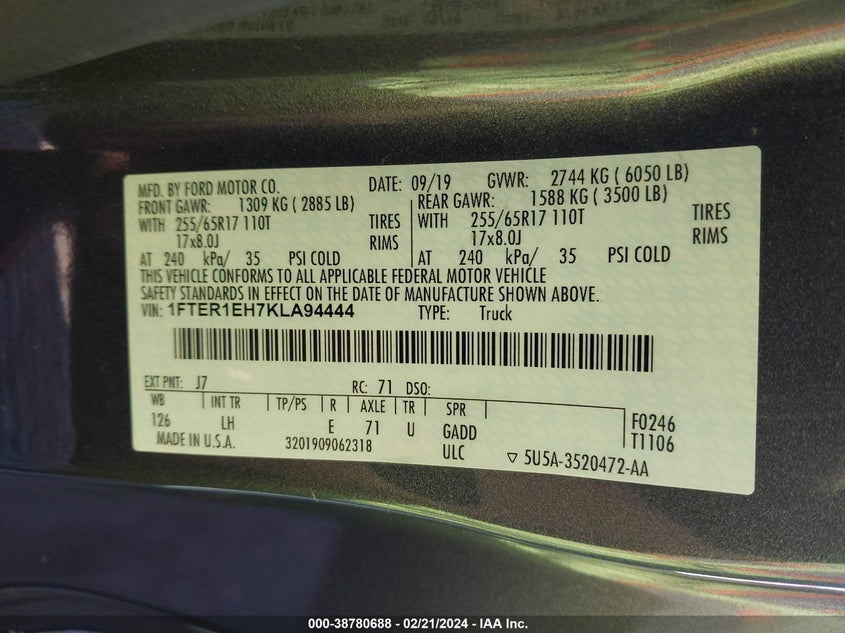 MFD. BY FORD MOTOR CO. DATE: 09/19 GVWR: 2744 KG ( 6050 LB)
FRONT GAWR: 1309 KG ( 2885 LB) REAR GAWR: 1588 KG ( 3500 LB)
WITH 255/65R17 110T TIRES WITH 255/65R17 110T TIRES
17x8.0J RIMS 17x8.0J RIMS
AT 240 kPa/ 35 PSI COLD AT 240 kPa/ 35 PSI COLD
THIS VEHICLE CONFORMS TO ALL APPLICABLE FEDERAL MOTOR VEHICLE
SAFETY STANDARDS IN EFFECT ON THE DATE OF MANUFACTURE SHOWN ABOVE.
VIN: 1FTER1EH7KLA94444 TYPE: Truck
EXT PNT: J7 RC: 71 DSO:
WB INT TR TP/PS R AXLE TR SPR
126 LH E 71 U GADD F0246
MADE IN U.S.A. 3201909062318 ULC T1106
▽ 5U5A-3520472-AA
000-38780688 - 02/21/2024 - IAA Inc.